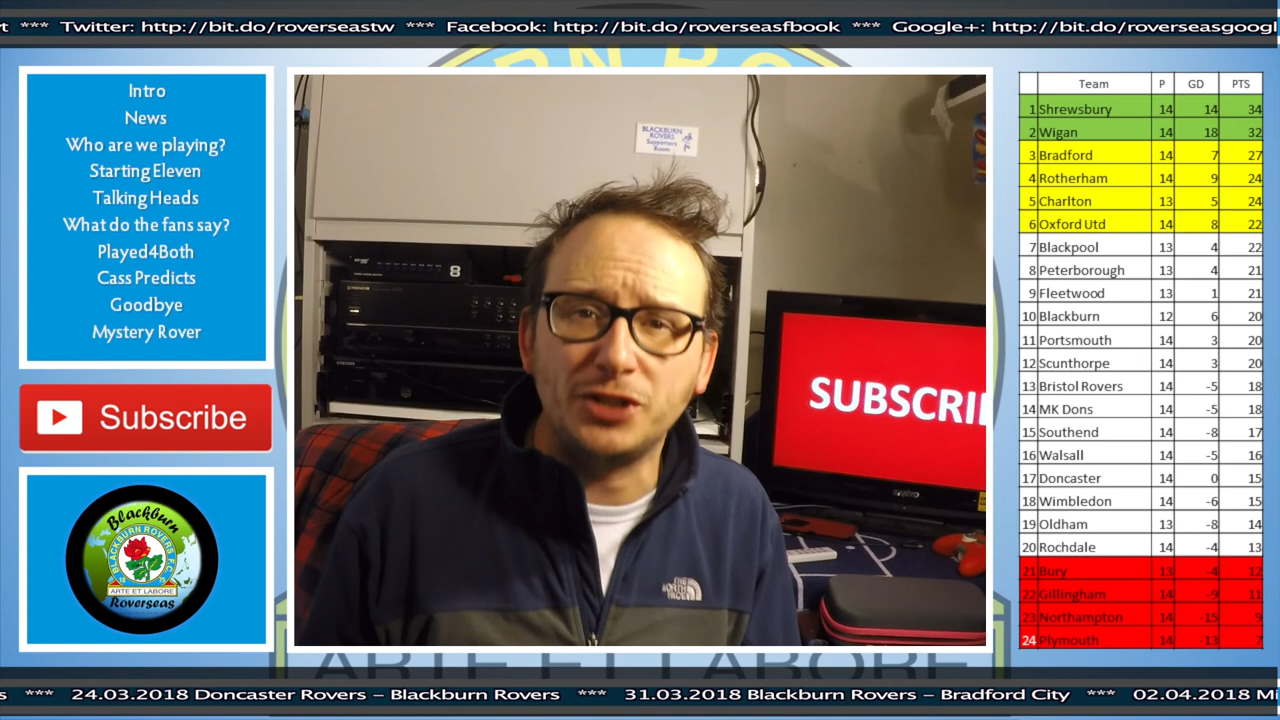 *** Twitter: http://bit.do/roverseastw *** Facebook: http://bit.do/roverseasfbook *** Google+: http://bit.do/roverseasgoogl
Intro
News
Who are we playing?
Starting Eleven
Talking Heads
What do the fans say?
Played4Both
Cass Predicts
Goodbye
Mystery Rover
Subscribe
Blackburn
BLACKBURN ROVERS F.C.
1875
ARTE ET LABORE
Roverseas
BLACKBURN
ROVERS
Supporters
Room
8
SUBSCRI
SANYO
THE
NORTH
FACE
Team P GD PTS
1 Shrewsbury 14 14 34
2 Wigan 14 18 32
3 Bradford 14 7 27
4 Rotherham 14 9 24
5 Charlton 13 5 24
6 Oxford Utd 14 8 22
7 Blackpool 13 4 22
8 Peterborough 13 4 21
9 Fleetwood 13 1 21
10 Blackburn 12 6 20
11 Portsmouth 14 3 20
12 Scunthorpe 14 3 20
13 Bristol Rovers 14 -5 18
14 MK Dons 14 -5 18
15 Southend 14 -8 17
16 Walsall 14 -5 16
17 Doncaster 14 0 15
18 Wimbledon 14 -6 15
19 Oldham 13 -8 14
20 Rochdale 14 -4 13
21 Bury 13 -4 12
22 Gillingham 14 -9 11
23 Northampton 14 -15 9
24 Plymouth 14 -13 7
ARTE ET LABORE
s *** 24.03.2018 Doncaster Rovers – Blackburn Rovers *** 31.03.2018 Blackburn Rovers – Bradford City *** 02.04.2018 Mi